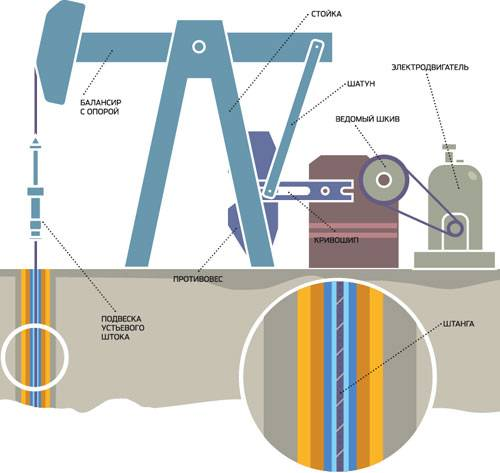 СТОЙКА
ЭЛЕКТРОДВИГАТЕЛЬ
ШАТУН
БАЛАНСИР
С ОПОРОЙ
ВЕДОМЫЙ ШКИВ
КРИВОШИП
ПРОТИВОВЕС
ПОДВЕСКА
УСТЬЕВОГО
ШТОКА
ШТАНГА